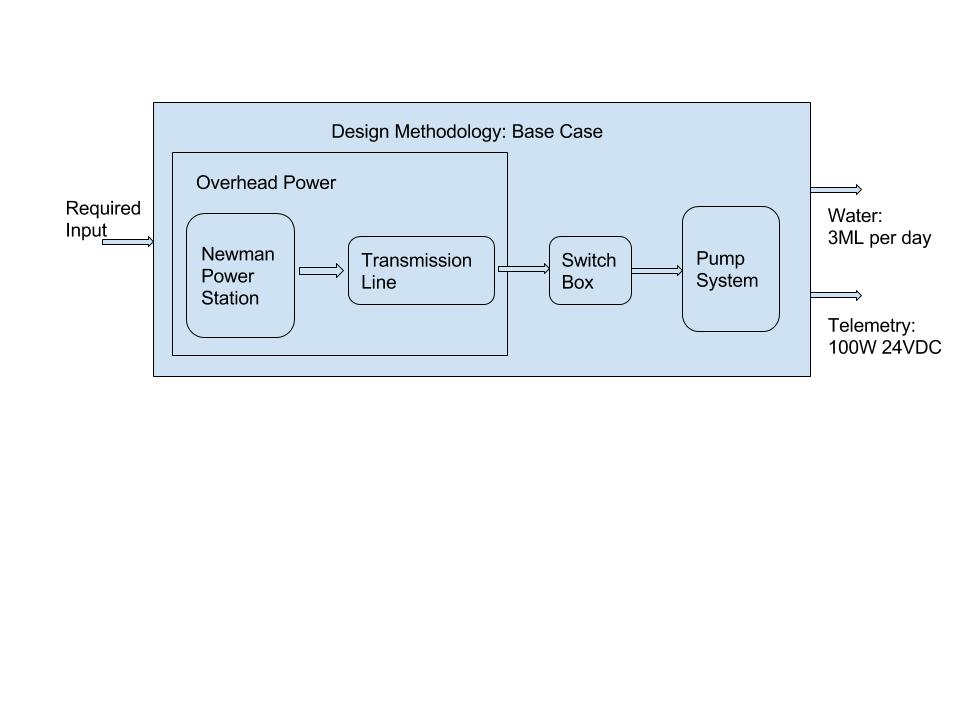 Design Methodology: Base Case
Overhead Power
Required
Input
Newman
Power
Station
Transmission
Line
Switch
Box
Pump
System
Water:
3ML per day
Telemetry:
100W 24VDC